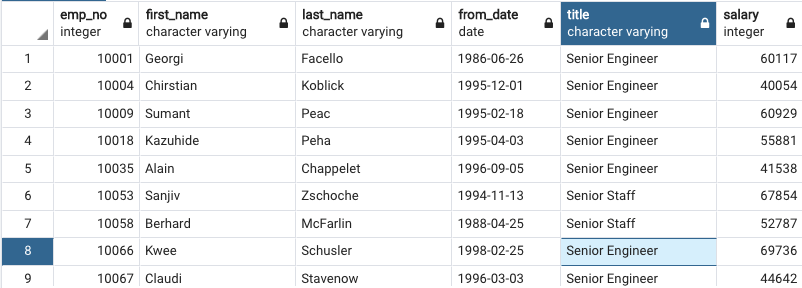 emp_no first_name last_name from_date title salary
integer character varying character varying date character varying integer
1 10001 Georgi Facello 1986-06-26 Senior Engineer 60117
2 10004 Chirstian Koblick 1995-12-01 Senior Engineer 40054
3 10009 Sumant Peac 1995-02-18 Senior Engineer 60929
4 10018 Kazuhide Peha 1995-04-03 Senior Engineer 55881
5 10035 Alain Chappelet 1996-09-05 Senior Engineer 41538
6 10053 Sanjiv Zschoche 1994-11-13 Senior Staff 67854
7 10058 Berhard McFarlin 1988-04-25 Senior Staff 52787
8 10066 Kwee Schusler 1998-02-25 Senior Engineer 69736
9 10067 Claudi Stavenow 1996-03-03 Senior Engineer 44642